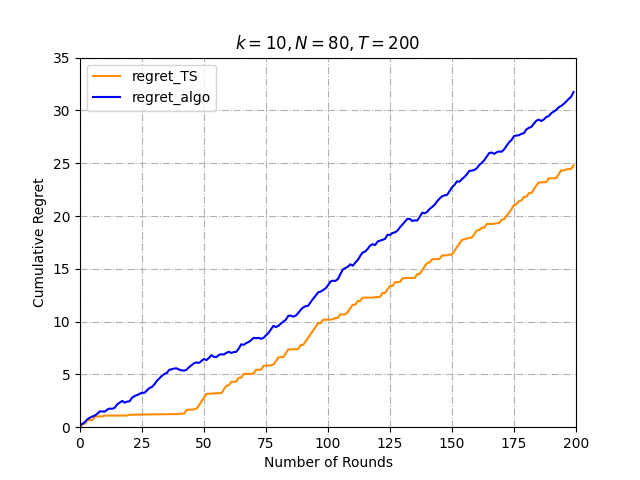 k = 10, N = 80, T = 200
regret_TS
regret_algo
35
30
25
20
15
10
5
0
Cumulative Regret
0 25 50 75 100 125 150 175 200
Number of Rounds